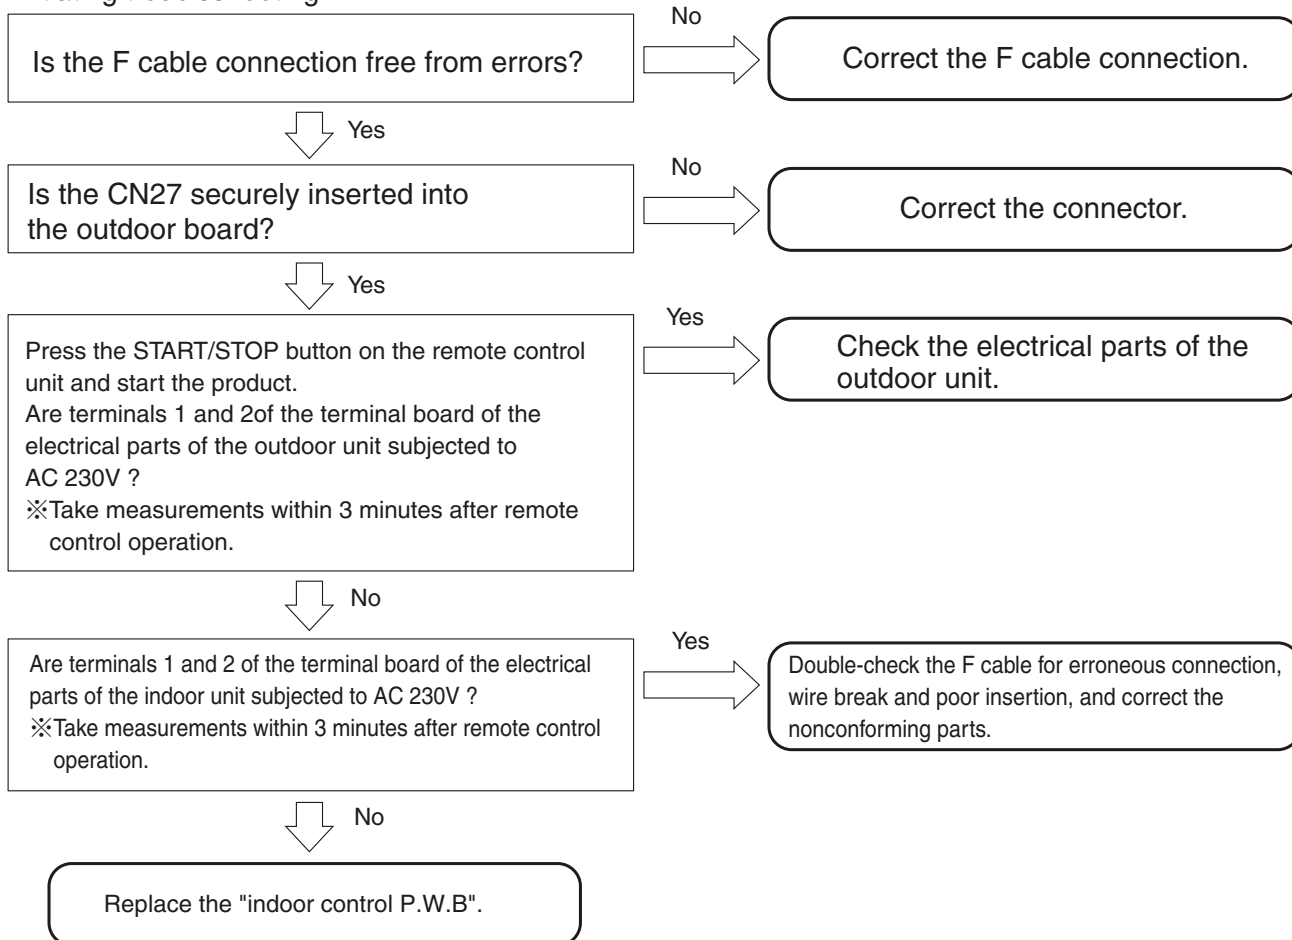 No
Is the F cable connection free from errors?
Correct the F cable connection.
Yes
No
Is the CN27 securely inserted into
the outdoor board?
Correct the connector.
Yes
Yes
Press the START/STOP button on the remote control
unit and start the product.
Are terminals 1 and 2of the terminal board of the
electrical parts of the outdoor unit subjected to
AC 230V ?
※Take measurements within 3 minutes after remote
control operation.
Check the electrical parts of the
outdoor unit.
No
Yes
Are terminals 1 and 2 of the terminal board of the electrical
parts of the indoor unit subjected to AC 230V ?
※Take measurements within 3 minutes after remote control
operation.
Double-check the F cable for erroneous connection,
wire break and poor insertion, and correct the
nonconforming parts.
No
Replace the "indoor control P.W.B".